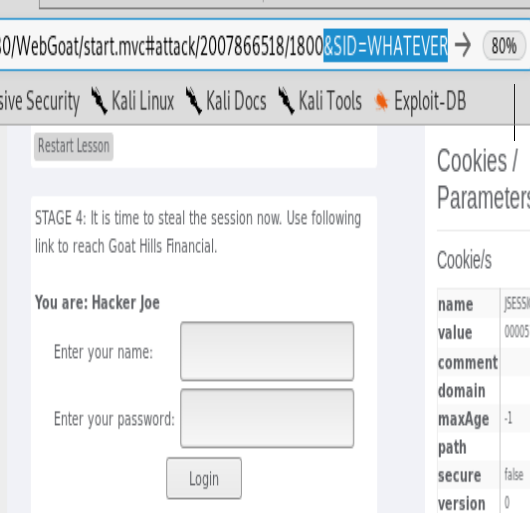 /WebGoat/start.mvc#attack/2007866518/1800&SID=WHATEVER → 80%
sive Security Kali Linux Kali Docs Kali Tools Exploit-DB
Restart Lesson
STAGE 4: It is time to steal the session now. Use following
link to reach Goat Hills Financial.
You are: Hacker Joe
Enter your name:
Enter your password:
Login
Cookies /
Parameters
Cookie/s
name JSESSI
value 00005
comment
domain
maxAge -1
path
secure false
version 0